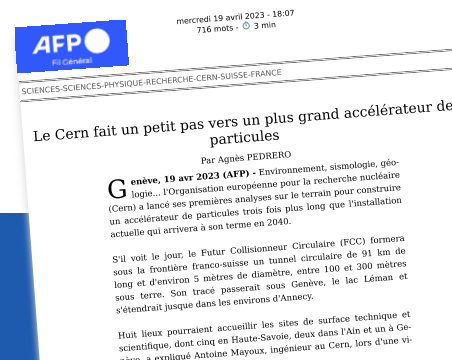 mercredi 19 avril 2023 - 18:07
716 mots - 3 min
AFP
Fil Général
SCIENCES-SCIENCES-PHYSIQUE-RECHERCHE-CERN-SUISSE-FRANCE
Le Cern fait un petit pas vers un plus grand accélérateur de
particules
Par Agnès PEDRERO
Genève, 19 avr 2023 (AFP) - Environnement, sismologie, géo-
logie... l'Organisation européenne pour la recherche nucléaire
(Cern) a lancé ses premières analyses sur le terrain pour construire
un accélérateur de particules trois fois plus long que l'installation
actuelle qui arrivera à son terme en 2040.
S'il voit le jour, le Futur Collisionneur Circulaire (FCC) formera
sous la frontière franco-suisse un tunnel circulaire de 91 km de
long et d'environ 5 mètres de diamètre, entre 100 et 300 mètres
sous terre. Son tracé passerait sous Genève, le lac Léman et
s'étendrait jusque dans les environs d'Annecy.
Huit lieux pourraient accueillir les sites de surface technique et
scientifique, dont cinq en Haute-Savoie, deux dans l'Ain et un à Ge-
nève, a expliqué Antoine Mayoux, ingénieur au Cern, lors d'une vi-